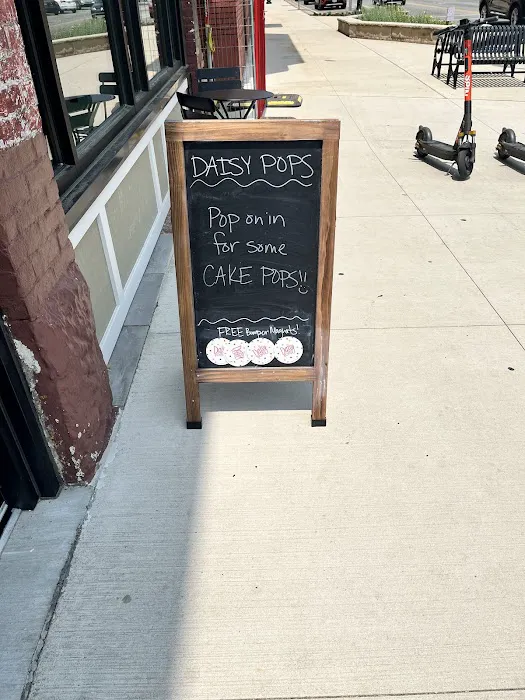 DAISY POPS
Pop on in
for some
CAKE POPS!!
FREE Bumper Magnets!